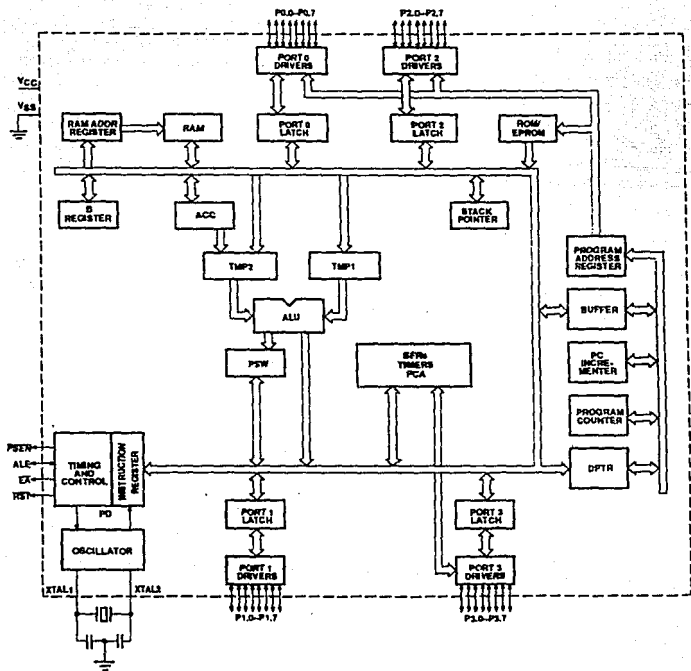 P0.0–P0.7
P2.0–P2.7
PORT 0
DRIVERS
PORT 2
DRIVERS
VCC
VSS
RAM ADDR
REGISTER
RAM
PORT 0
LATCH
PORT 2
LATCH
ROM/
EPROM
B
REGISTER
ACC
STACK
POINTER
TMP2
TMP1
PROGRAM
ADDRESS
REGISTER
ALU
BUFFER
PSW
SFRs
TIMERS
PCA
PC
INCRE-
MENTER
PROGRAM
COUNTER
PSEN
ALE
EA
RST
TIMING
AND
CONTROL
INSTRUCTION
REGISTER
DPTR
PD
PORT 1
LATCH
PORT 3
LATCH
OSCILLATOR
PORT 1
DRIVERS
PORT 3
DRIVERS
XTAL1
XTAL2
P1.0–P1.7
P3.0–P3.7